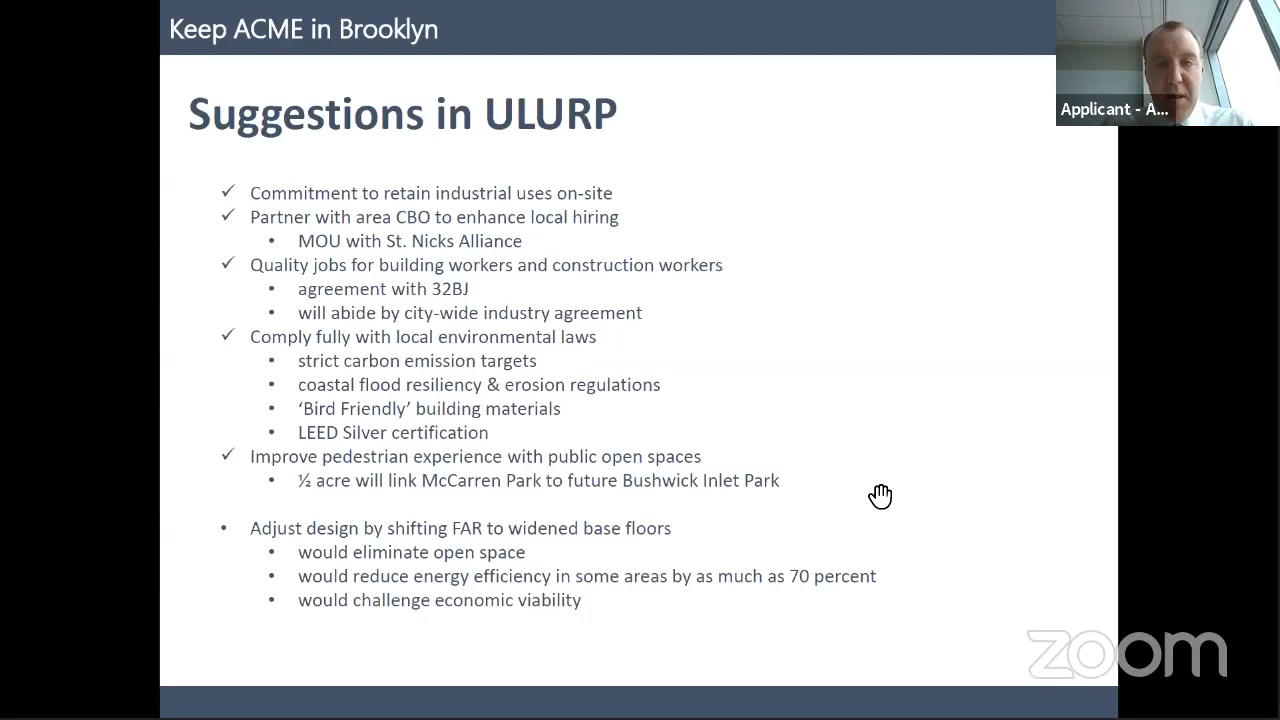 Keep ACME in Brooklyn
Applicant - A...
Suggestions in ULURP
✓ Commitment to retain industrial uses on-site
✓ Partner with area CBO to enhance local hiring
• MOU with St. Nicks Alliance
✓ Quality jobs for building workers and construction workers
• agreement with 32BJ
• will abide by city-wide industry agreement
✓ Comply fully with local environmental laws
• strict carbon emission targets
• coastal flood resiliency & erosion regulations
• ‘Bird Friendly’ building materials
• LEED Silver certification
✓ Improve pedestrian experience with public open spaces
• ½ acre will link McCarren Park to future Bushwick Inlet Park
• Adjust design by shifting FAR to widened base floors
• would eliminate open space
• would reduce energy efficiency in some areas by as much as 70 percent
• would challenge economic viability
zoom